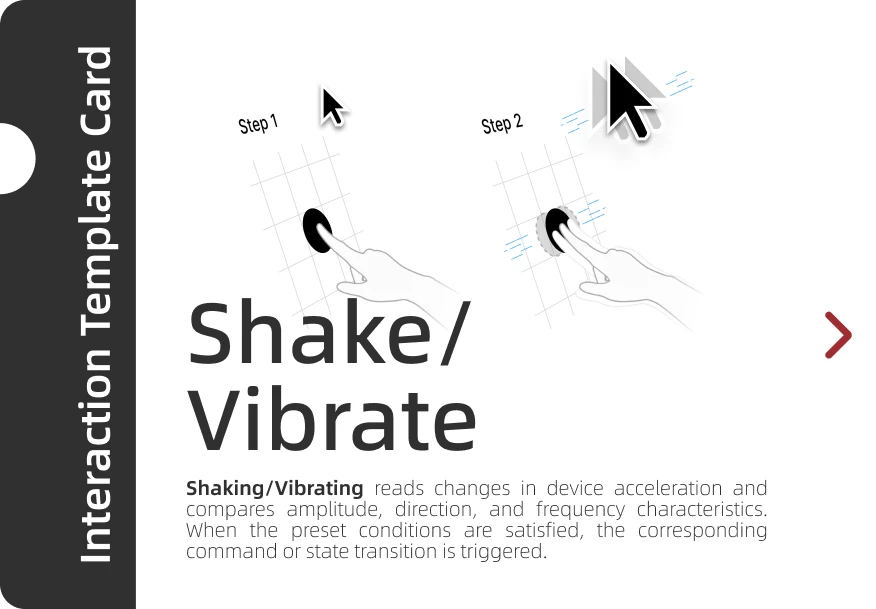 Interaction Template Card
Step 1
Step 2
Shake/
Vibrate
Shaking/Vibrating reads changes in device acceleration and
compares amplitude, direction, and frequency characteristics.
When the preset conditions are satisfied, the corresponding
command or state transition is triggered.